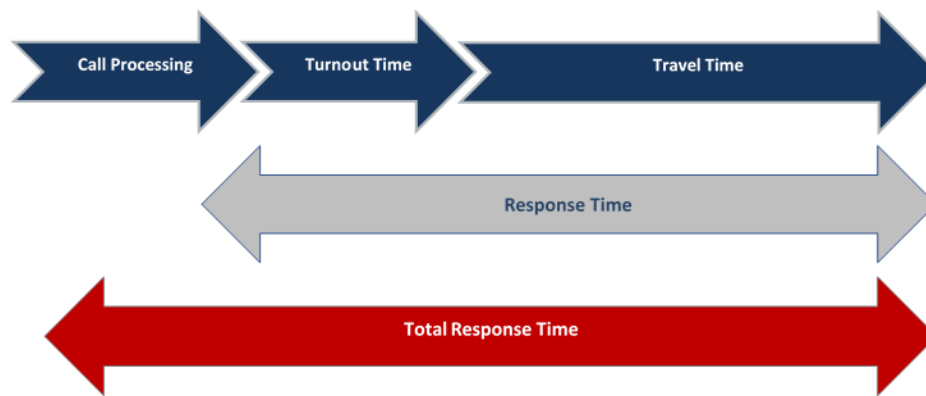 Call Processing
Turnout Time
Travel Time
Response Time
Total Response Time